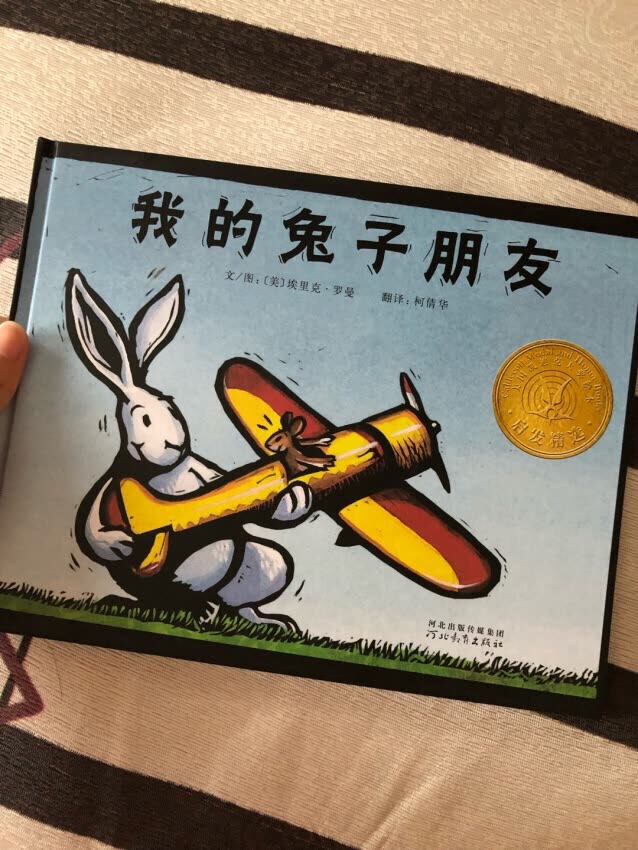 我的兔子朋友
文/图：〔美〕埃里克·罗曼 翻译：柯倩华
启发精选
河北出版传媒集团
河北教育出版社